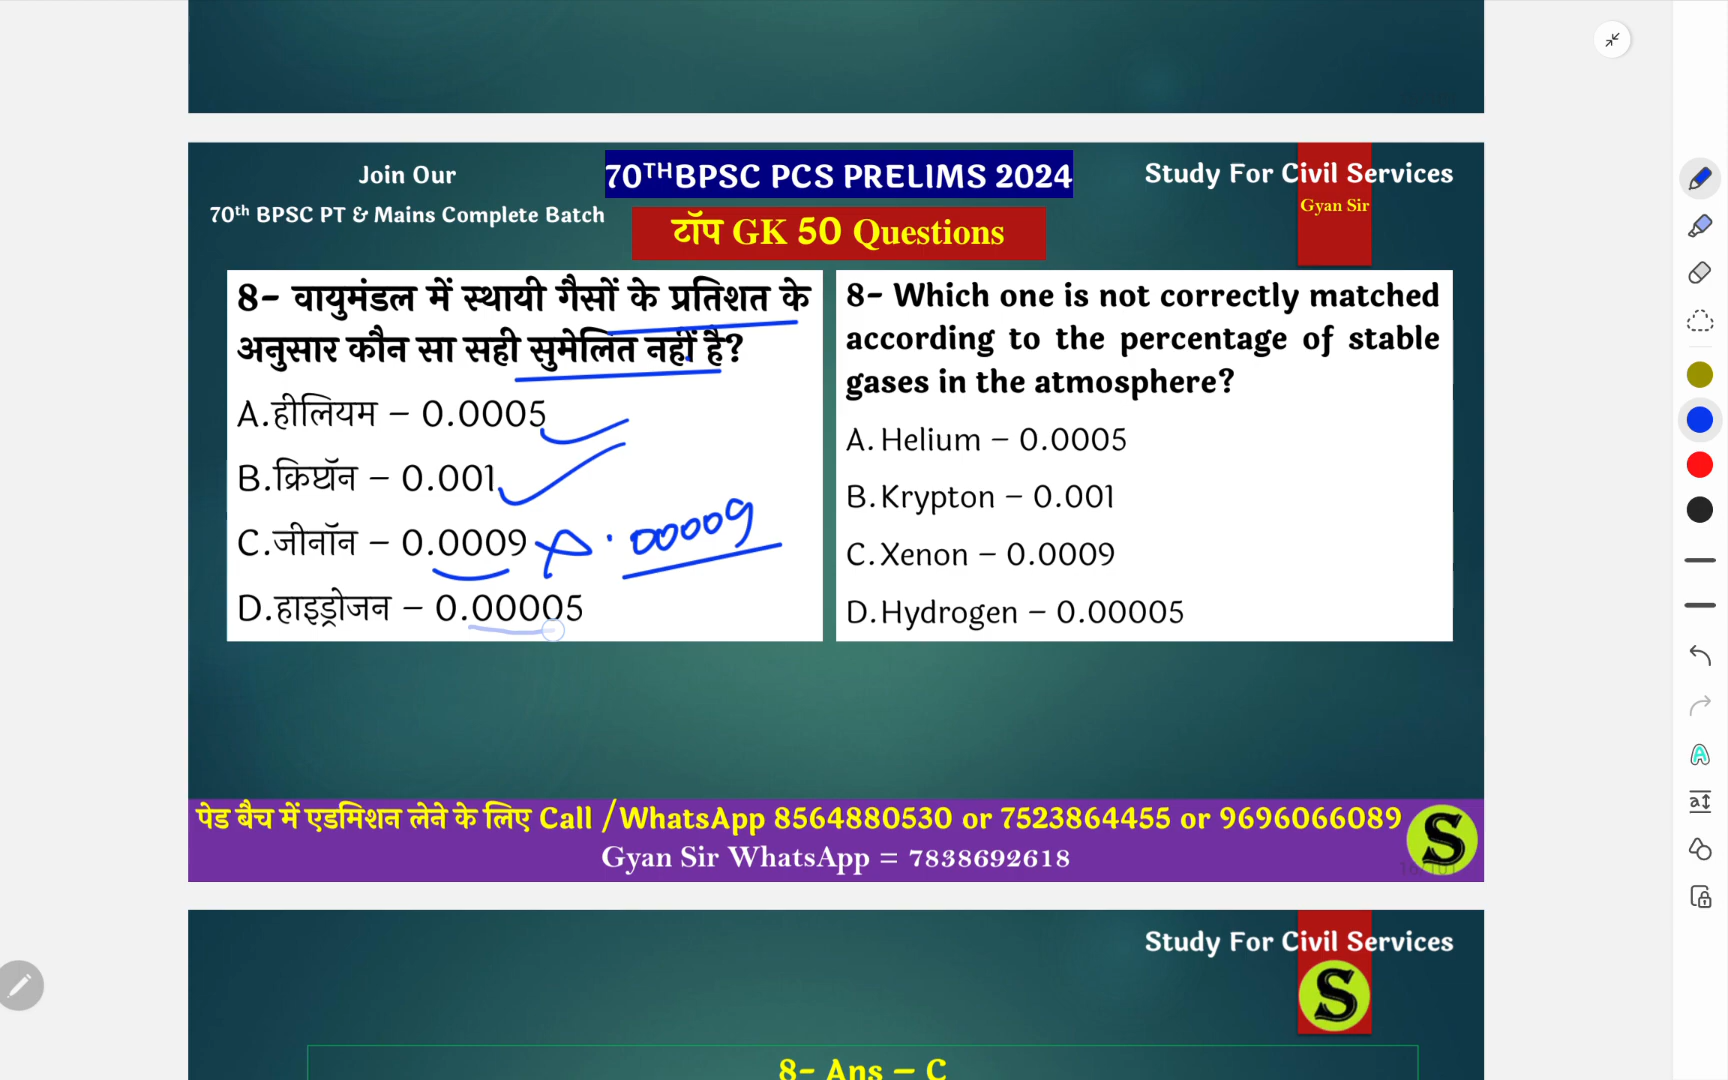 Join Our
70th BPSC PT & Mains Complete Batch
70THBPSC PCS PRELIMS 2024
टॉप GK 50 Questions
Study For Civil Services
Gyan Sir
8- वायुमंडल में स्थायी गैसों के प्रतिशत के
अनुसार कौन सा सही सुमेलित नहीं है?
A.हीलियम – 0.0005
B.क्रिप्टॉन – 0.001
C.जीनॉन – 0.0009 .00009
D.हाइड्रोजन – 0.00005
8- Which one is not correctly matched
according to the percentage of stable
gases in the atmosphere?
A. Helium – 0.0005
B. Krypton – 0.001
C. Xenon – 0.0009
D. Hydrogen – 0.00005
पेड बैच में एडमिशन लेने के लिए Call /WhatsApp 8564880530 or 7523864455 or 9696066089
Gyan Sir WhatsApp = 7838692618
S
Study For Civil Services
S
8- Ans – C